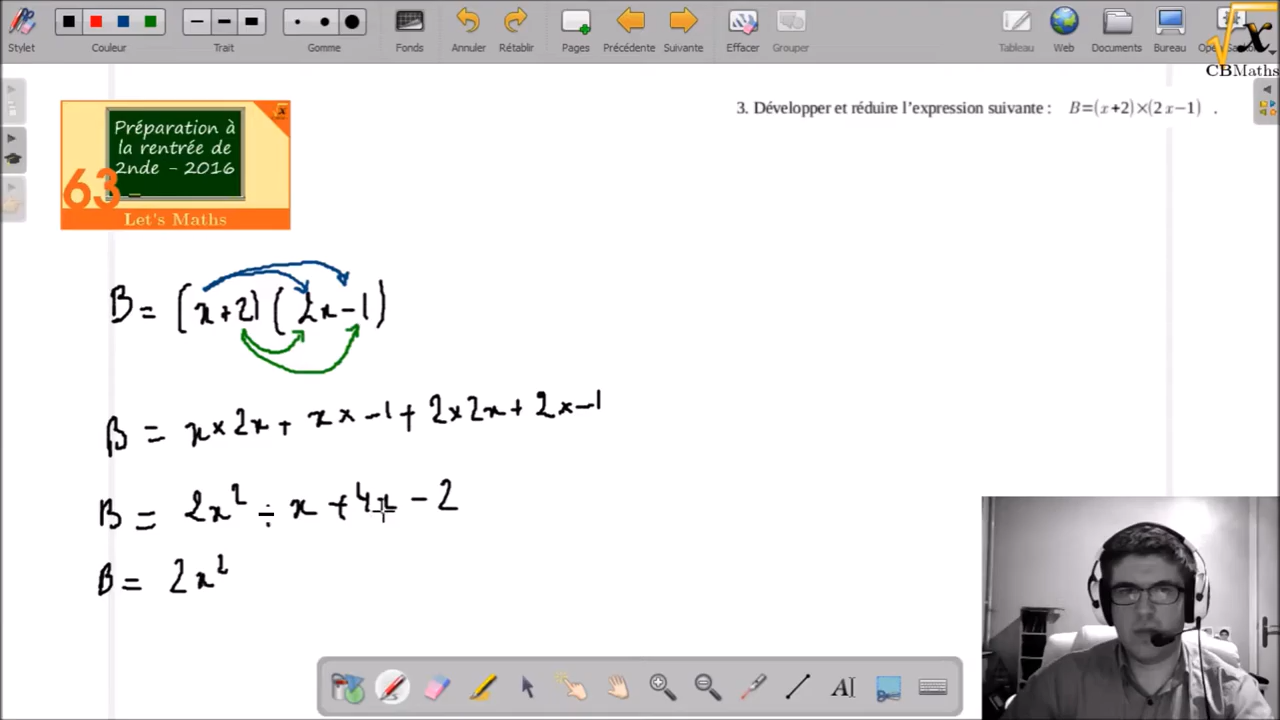 Stylet
Couleur
Trait
Gomme
Fonds
Annuler
Rétablir
Pages
Précédente
Suivante
Effacer
Grouper
Tableau
Web
Documents
Bureau
√x
CBMaths
3. Développer et réduire l'expression suivante : B=(x+2)×(2x−1) .
Préparation à
la rentrée de
2nde - 2016
63 –
Let's Maths
B = (x+2)(2x-1)
B = x×2x + x×-1 + 2×2x + 2×-1
B = 2x² ÷ x + 4x - 2
B = 2x²
AI